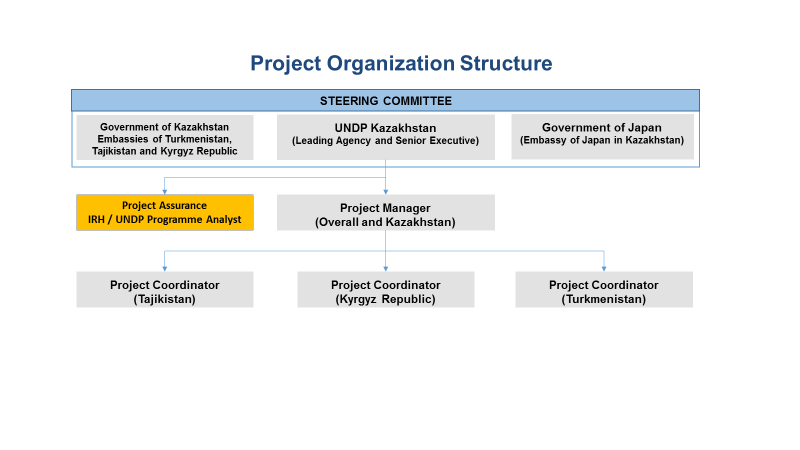 Project Organization Structure
STEERING COMMITTEE
Government of Kazakhstan
Embassies of Turkmenistan,
Tajikistan and Kyrgyz Republic
UNDP Kazakhstan
(Leading Agency and Senior Executive)
Government of Japan
(Embassy of Japan in Kazakhstan)
Project Assurance
IRH / UNDP Programme Analyst
Project Manager
(Overall and Kazakhstan)
Project Coordinator
(Tajikistan)
Project Coordinator
(Kyrgyz Republic)
Project Coordinator
(Turkmenistan)